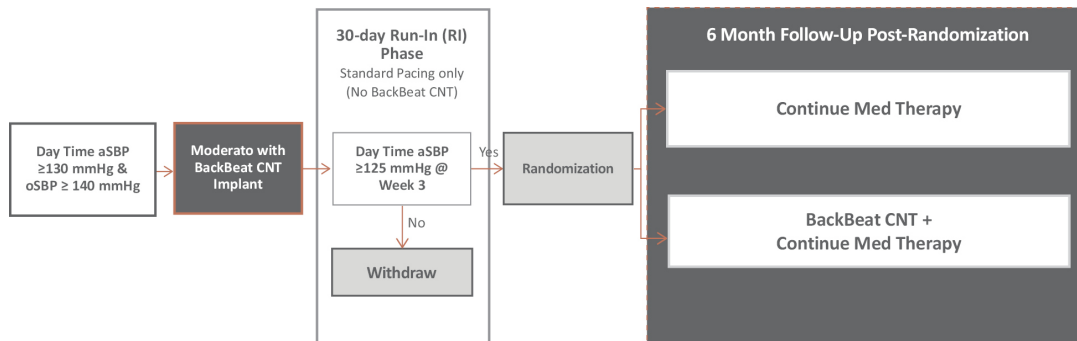 Day Time aSBP
≥130 mmHg &
oSBP ≥ 140 mmHg
Moderato with
BackBeat CNT
Implant
30-day Run-In (RI)
Phase
Standard Pacing only
(No BackBeat CNT)
Day Time aSBP
≥125 mmHg @
Week 3
Yes
No
Withdraw
Randomization
6 Month Follow-Up Post-Randomization
Continue Med Therapy
BackBeat CNT +
Continue Med Therapy